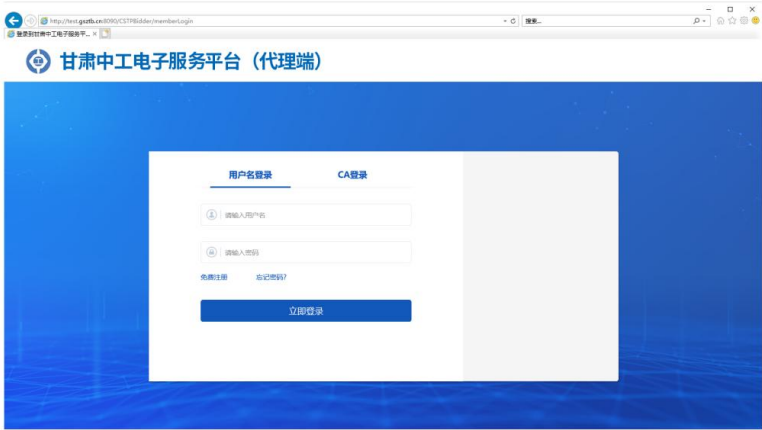 http://test.gsztb.cn:8090/CSTPBidder/memberLogin
搜索...
登录到甘肃中工电子服务平...
甘肃中工电子服务平台（代理端）
用户名登录 CA登录
请输入用户名
请输入密码
免费注册 忘记密码?
立即登录